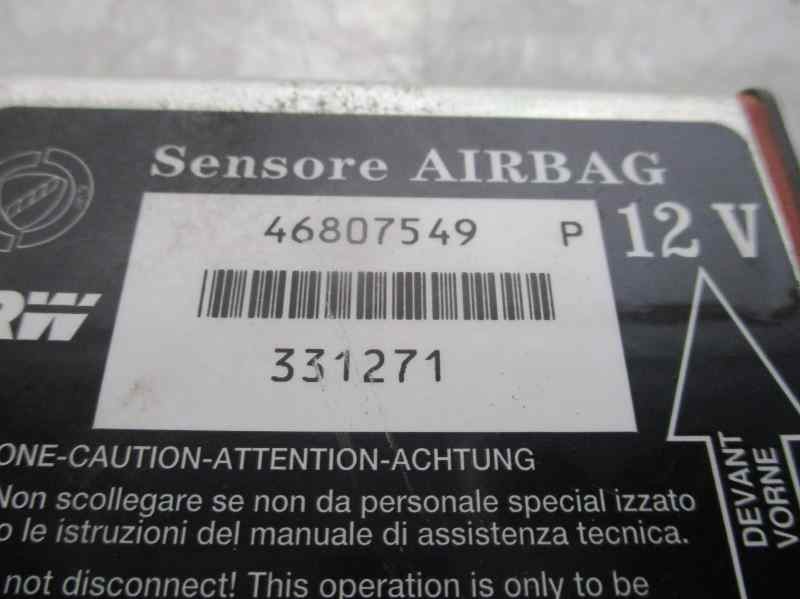 Sensore AIRBAG
46807549 P
12 V
RW
331271
ONE-CAUTION-ATTENTION-ACHTUNG
Non scollegare se non da personale special izzato
o le istruzioni del manuale di assistenza tecnica.
not disconnect! This operation is only to be
DEVANT
VORNE